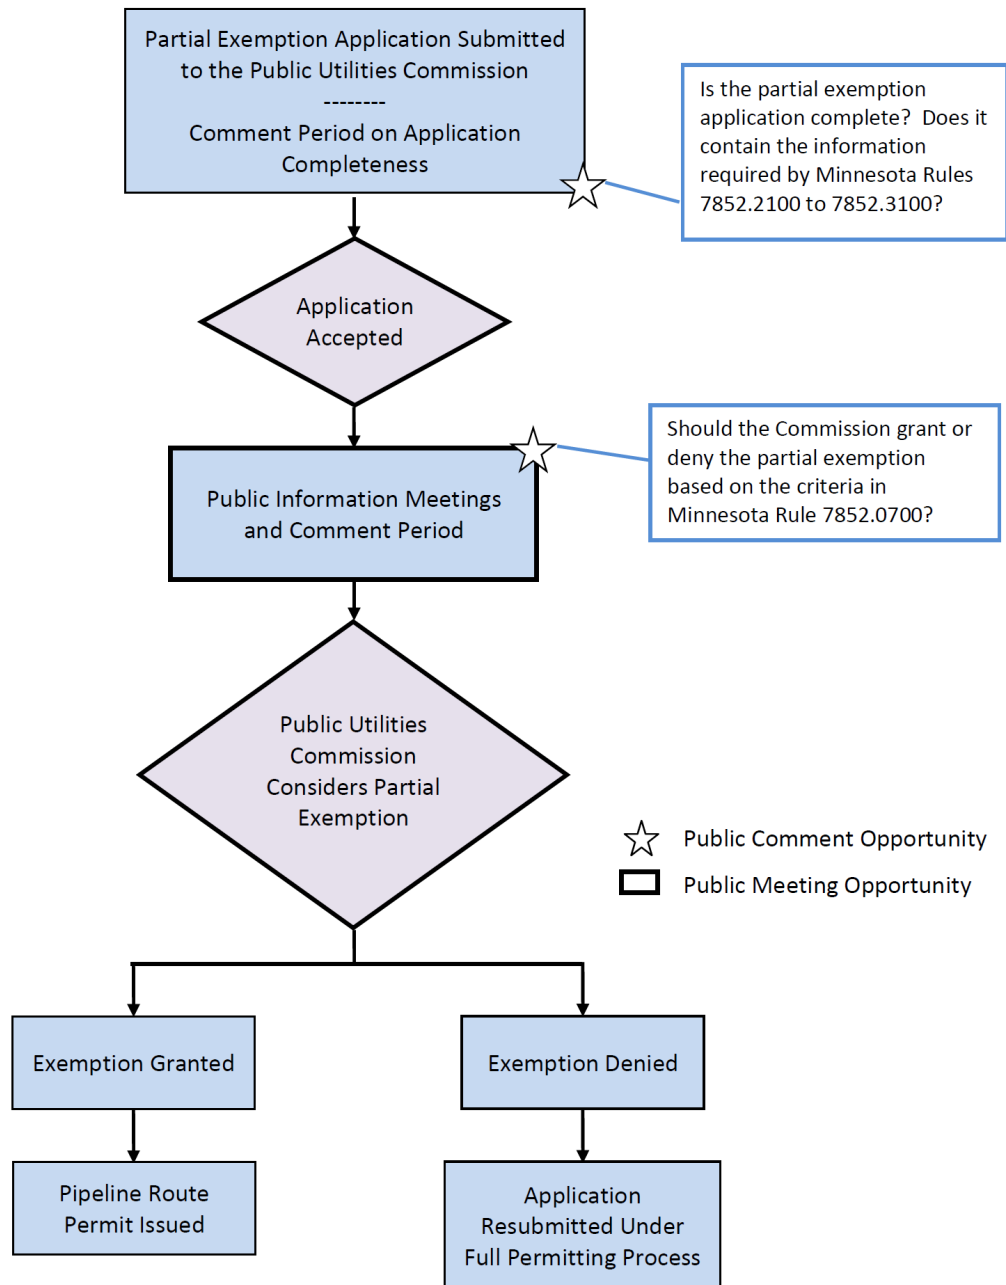 Partial Exemption Application Submitted
to the Public Utilities Commission
--------
Comment Period on Application
Completeness
Is the partial exemption
application complete?  Does it
contain the information
required by Minnesota Rules
7852.2100 to 7852.3100?
Application
Accepted
Should the Commission grant or
deny the partial exemption
based on the criteria in
Minnesota Rule 7852.0700?
Public Information Meetings
and Comment Period
Public Utilities
Commission
Considers Partial
Exemption
Public Comment Opportunity
Public Meeting Opportunity
Exemption Granted
Exemption Denied
Pipeline Route
Permit Issued
Application
Resubmitted Under
Full Permitting Process